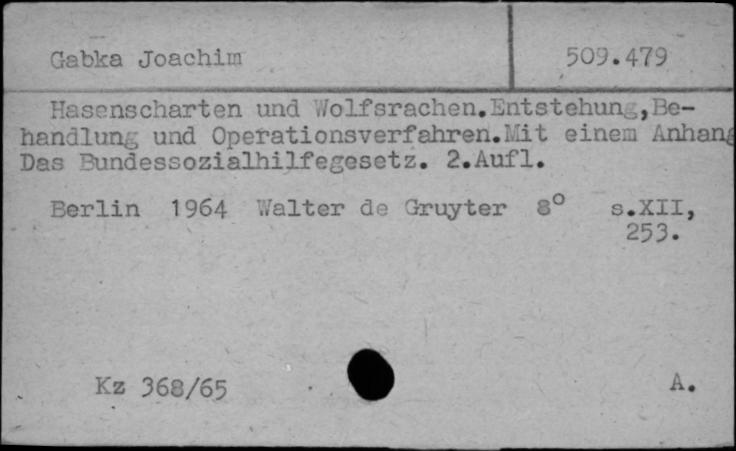 Gabka Joachim 509.479
Hasenscharten und Wolfsrachen.Entstehung,Be-
handlung und Operationsverfahren.Mit einem Anhang
Das Bundessozialhilfegesetz. 2.Aufl.
Berlin 1964 Walter de Gruyter 8° s.XII,
253.
Kz 368/65 A.